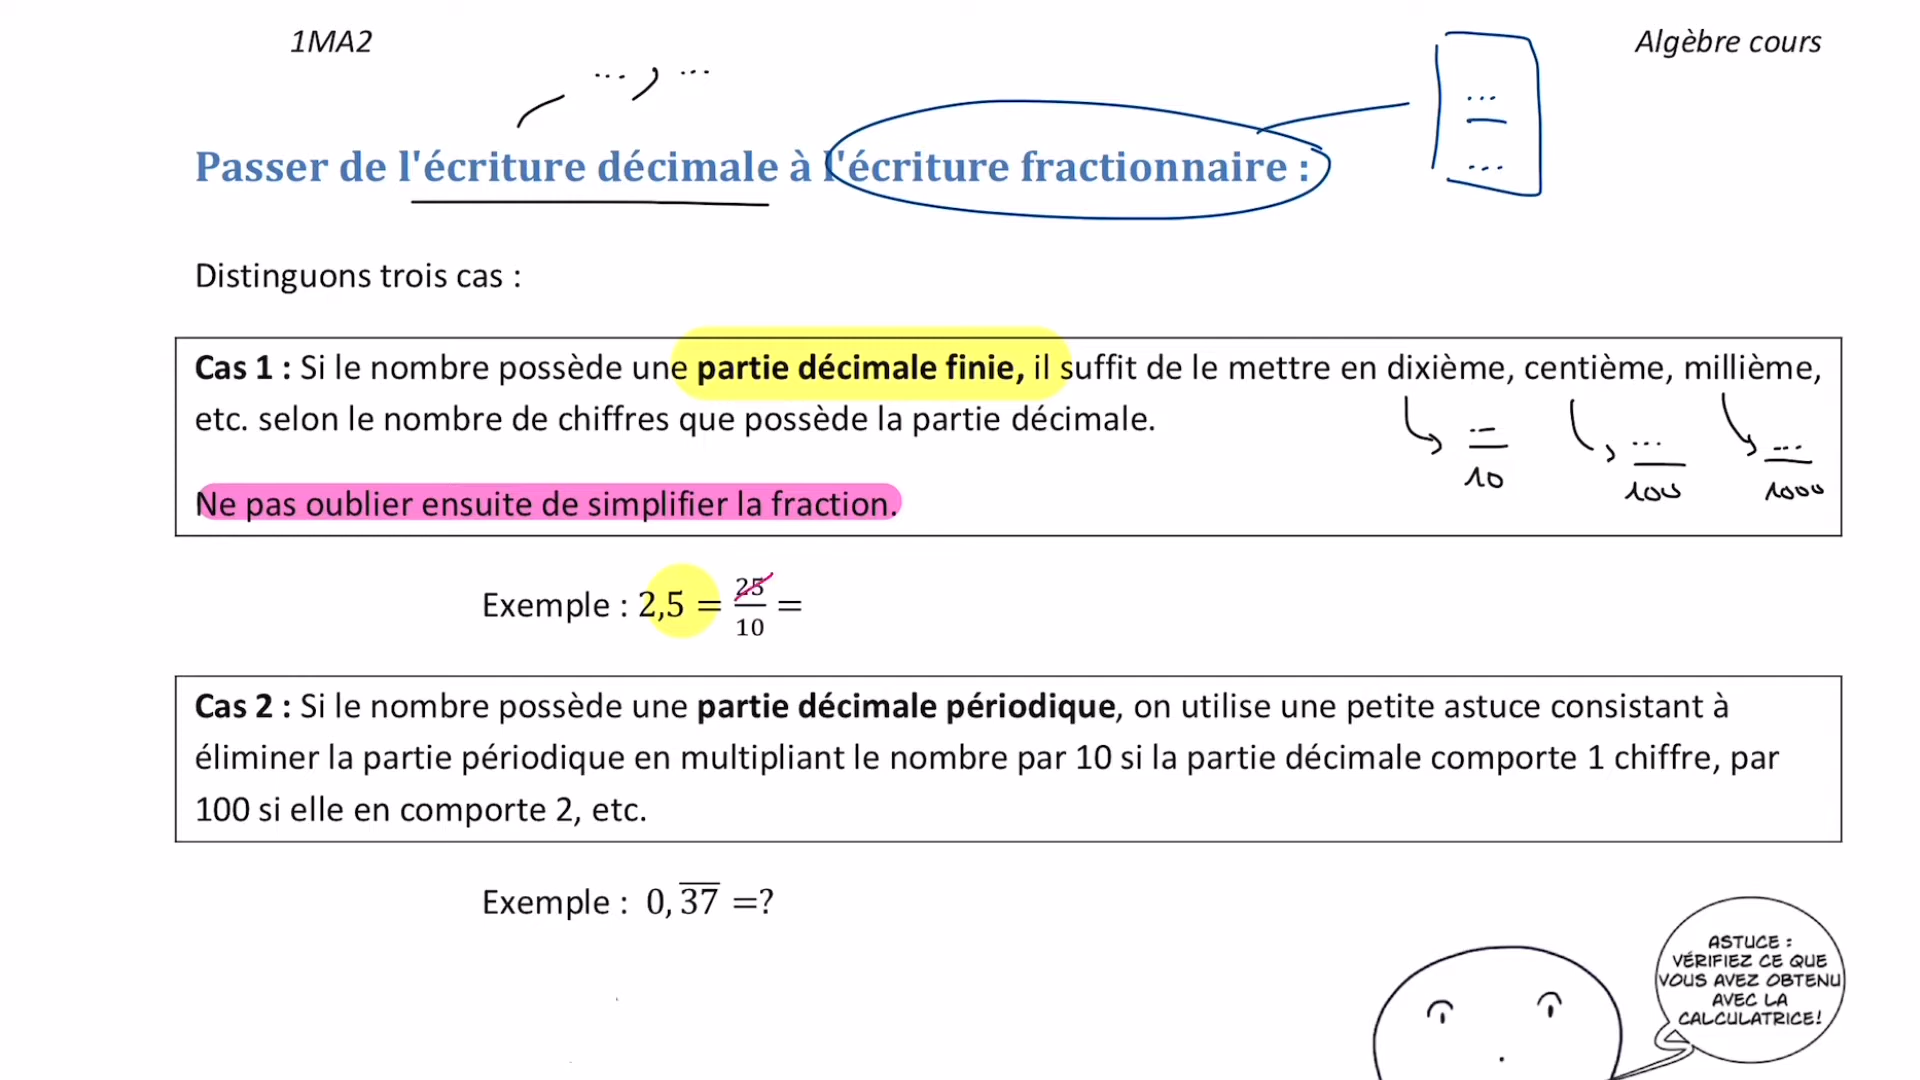 1MA2
Algèbre cours
... , ...
...
...
Passer de l'écriture décimale à l'écriture fractionnaire :
Distinguons trois cas :
Cas 1 : Si le nombre possède une partie décimale finie, il suffit de le mettre en dixième, centième, millième,
etc. selon le nombre de chiffres que possède la partie décimale.
... ... ...
10 100 1000
Ne pas oublier ensuite de simplifier la fraction.
Exemple : 2,5 = 25/10 =
Cas 2 : Si le nombre possède une partie décimale périodique, on utilise une petite astuce consistant à
éliminer la partie périodique en multipliant le nombre par 10 si la partie décimale comporte 1 chiffre, par
100 si elle en comporte 2, etc.
Exemple : 0,3̅7̅ =?
ASTUCE :
VÉRIFIEZ CE QUE
VOUS AVEZ OBTENU
AVEC LA
CALCULATRICE!